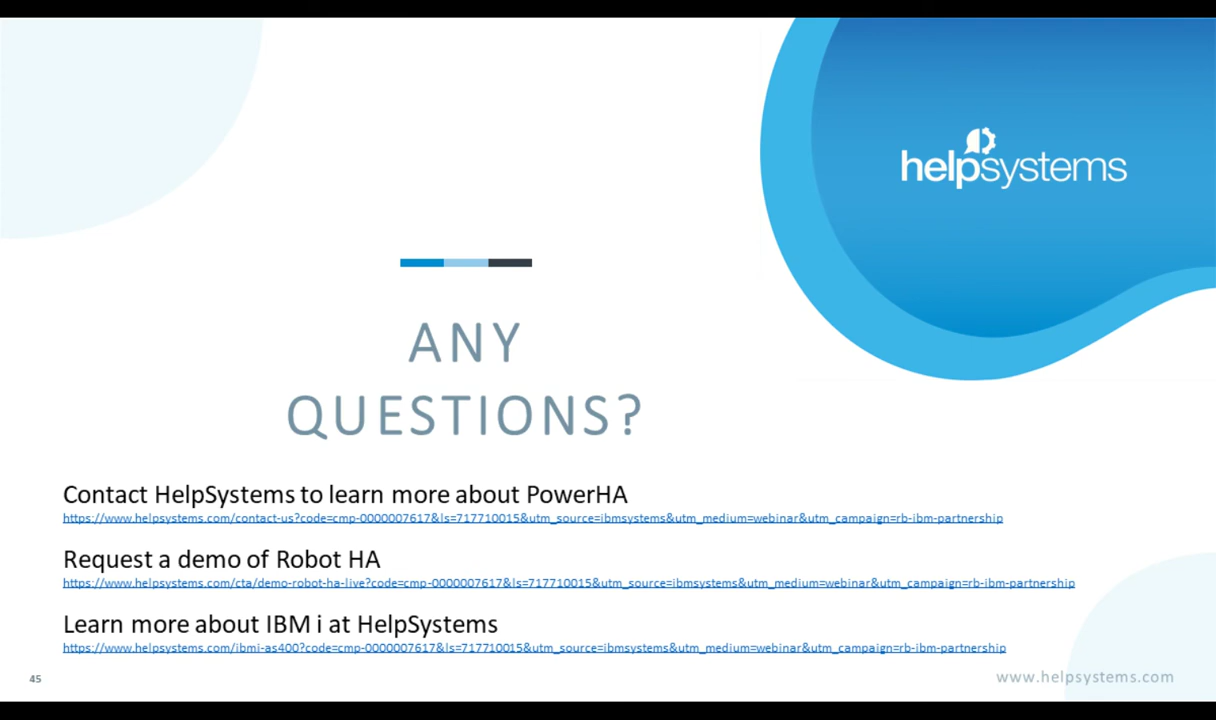 helpsystems
ANY
QUESTIONS?
Contact HelpSystems to learn more about PowerHA
https://www.helpsystems.com/contact-us?code=cmp-0000007617&ls=717710015&utm_source=ibmsystems&utm_medium=webinar&utm_campaign=rb-ibm-partnership
Request a demo of Robot HA
https://www.helpsystems.com/cta/demo-robot-ha-live?code=cmp-0000007617&ls=717710015&utm_source=ibmsystems&utm_medium=webinar&utm_campaign=rb-ibm-partnership
Learn more about IBM i at HelpSystems
https://www.helpsystems.com/ibmi-as400?code=cmp-0000007617&ls=717710015&utm_source=ibmsystems&utm_medium=webinar&utm_campaign=rb-ibm-partnership
45
www.helpsystems.com